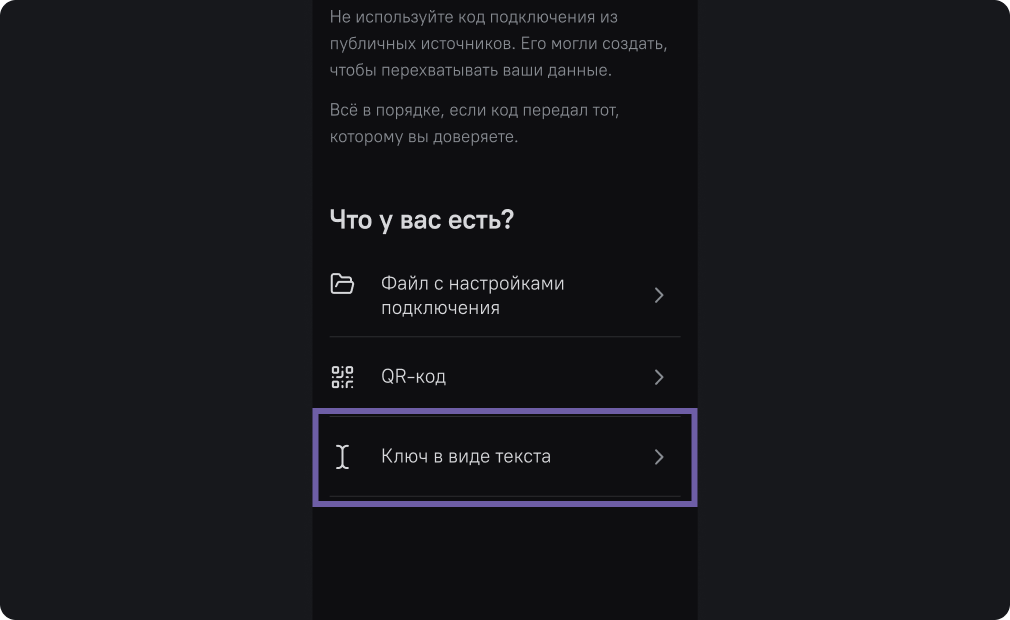 Не используйте код подключения из
публичных источников. Его могли создать,
чтобы перехватывать ваши данные.
Всё в порядке, если код передал тот,
которому вы доверяете.
Что у вас есть?
Файл с настройками
подключения
QR-код
Ключ в виде текста